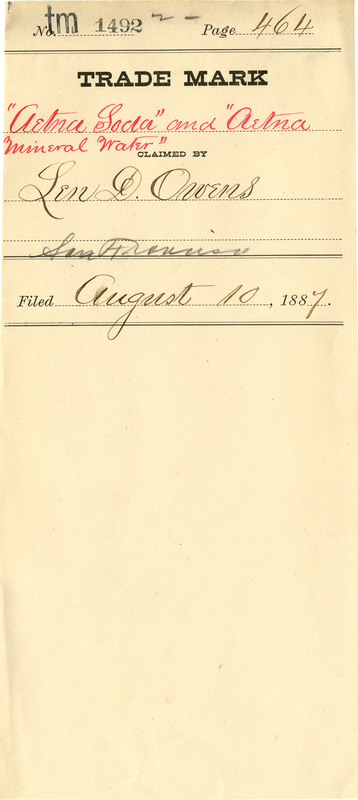 No. tm 1492 Page 464
TRADE MARK
"Aetna Soda" and "Aetna
Mineral Water"
CLAIMED BY
Len D. Owens
San Francisco
Filed August 10, 1887.